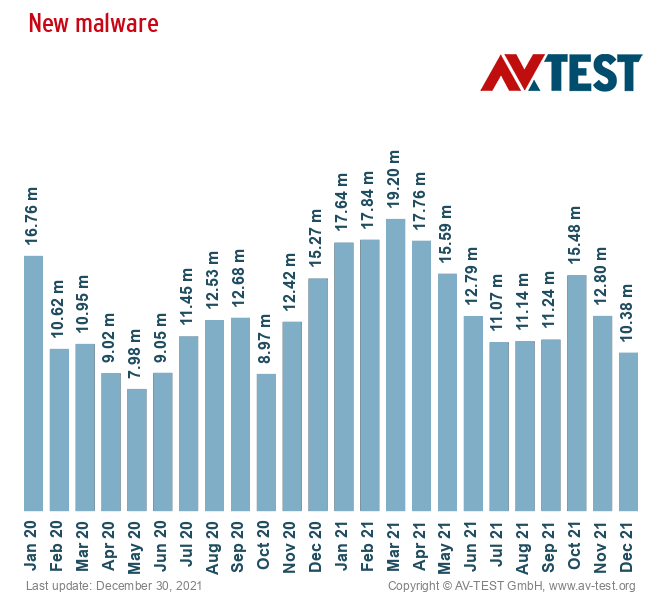 New malware
AVTEST
16.76 m
10.62 m
10.95 m
9.02 m
7.98 m
9.05 m
11.45 m
12.53 m
12.68 m
8.97 m
12.42 m
15.27 m
17.64 m
17.84 m
19.20 m
17.76 m
15.59 m
12.79 m
11.07 m
11.14 m
11.24 m
15.48 m
12.80 m
10.38 m
Jan 20
Feb 20
Mar 20
Apr 20
May 20
Jun 20
Jul 20
Aug 20
Sep 20
Oct 20
Nov 20
Dec 20
Jan 21
Feb 21
Mar 21
Apr 21
May 21
Jun 21
Jul 21
Aug 21
Sep 21
Oct 21
Nov 21
Dec 21
Last update: December 30, 2021
Copyright © AV-TEST GmbH, www.av-test.org